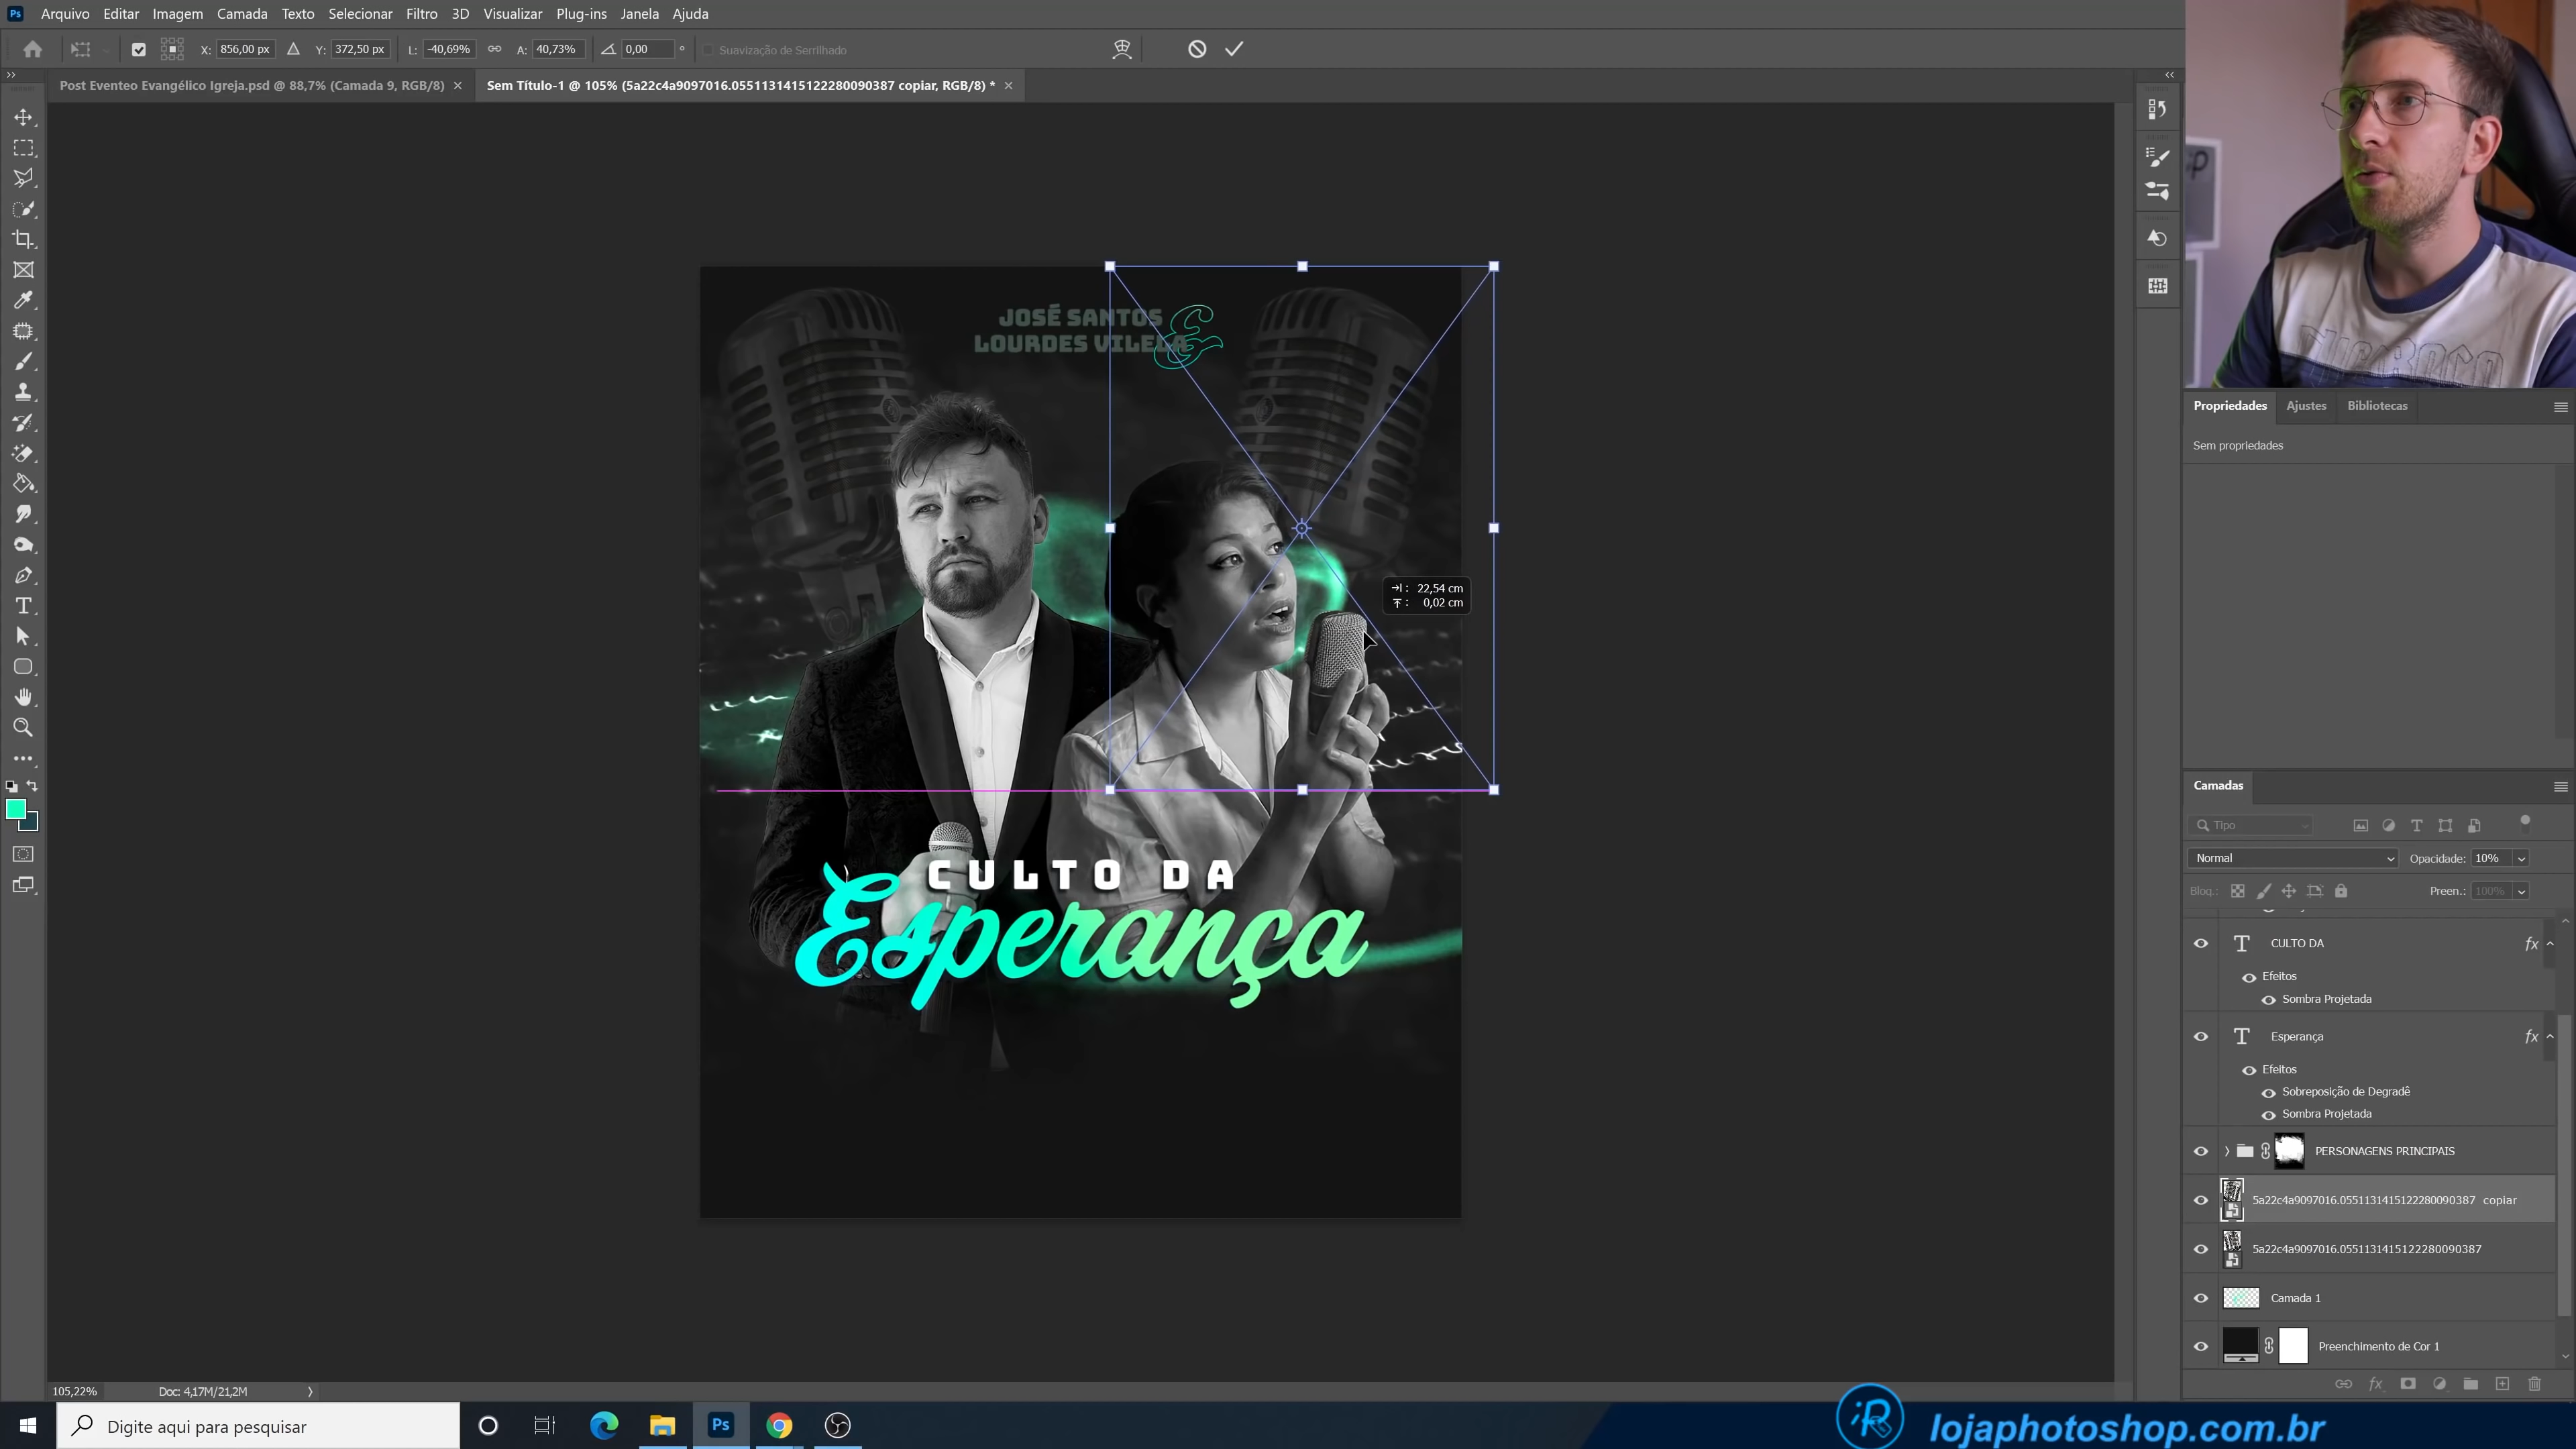 Ps Arquivo Editar Imagem Camada Texto Selecionar Filtro 3D Visualizar Plug-ins Janela Ajuda
X: 856,00 px Y: 372,50 px L: -40,69% A: 40,73% 0,00 ° Suavização de Serrilhado
Post Eventeo Evangélico Igreja.psd @ 88,7% (Camada 9, RGB/8) × Sem Título-1 @ 105% (5a22c4a9097016.0551131415122280090387 copiar, RGB/8) * ×
JOSÉ SANTOS
&
LOURDES VILELA
22,54 cm
0,02 cm
CULTO DA
Esperança
Propriedades Ajustes Bibliotecas
Sem propriedades
Camadas
Tipo
Normal Opacidade: 10%
Bloq.: Preen.: 100%
T CULTO DA fx
Efeitos
Sombra Projetada
T Esperança fx
Efeitos
Sobreposição de Degradê
Sombra Projetada
PERSONAGENS PRINCIPAIS
5a22c4a9097016.0551131415122280090387 copiar
5a22c4a9097016.0551131415122280090387
Camada 1
Preenchimento de Cor 1
fx
105,22% Doc: 4,17M/21,2M
Digite aqui para pesquisar
Ps
lojaphotoshop.com.br